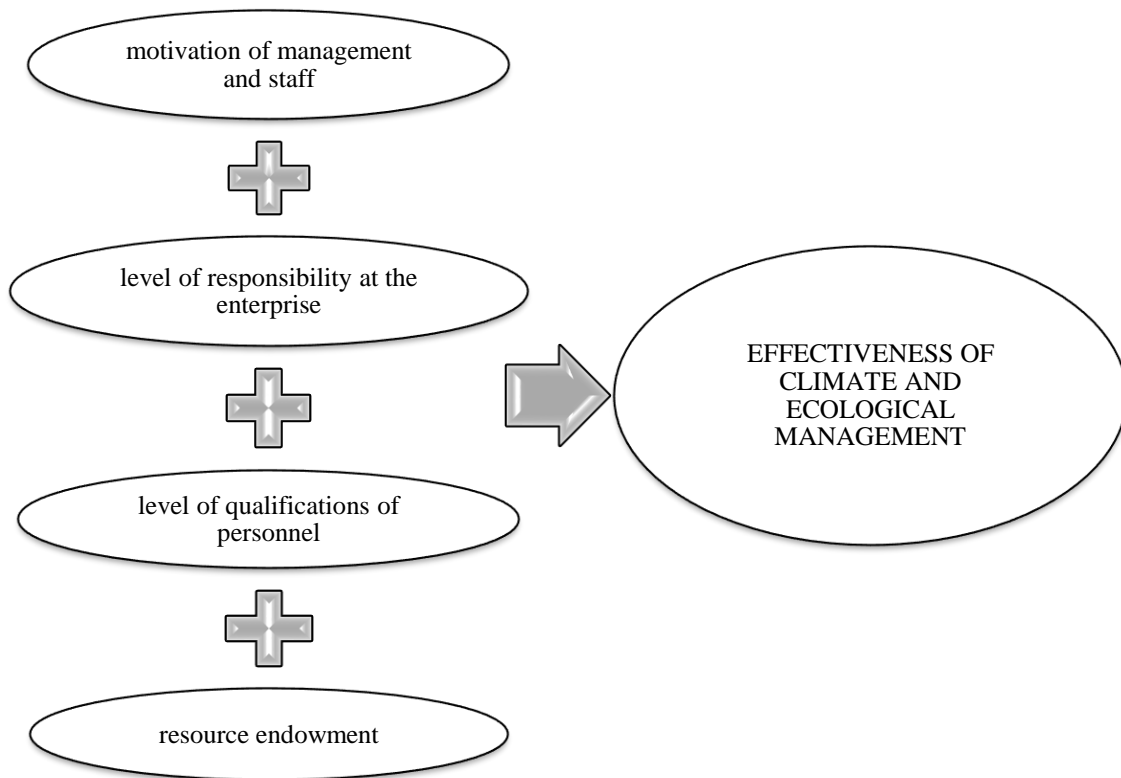 motivation of management
and staff
level of responsibility at the
enterprise
level of qualifications of
personnel
resource endowment
EFFECTIVENESS OF
CLIMATE AND
ECOLOGICAL
MANAGEMENT